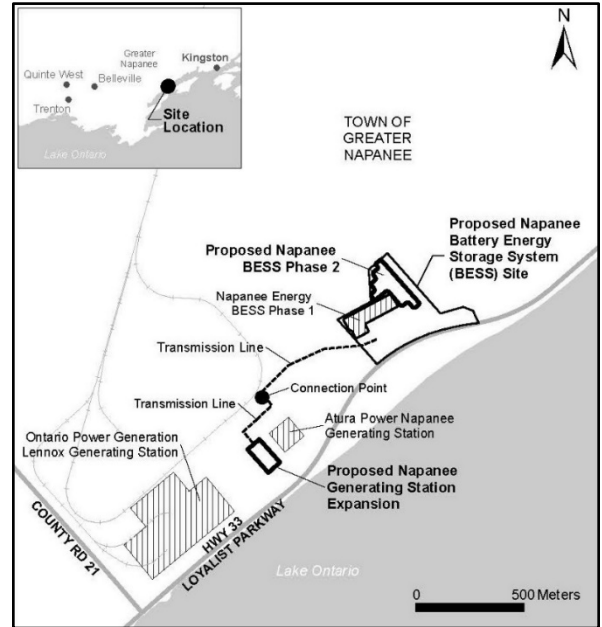 Greater
Napanee
Kingston
Quinte West
Belleville
Trenton
Site
Location
Lake Ontario
N
TOWN OF
GREATER
NAPANEE
Proposed Napanee
Battery Energy
Storage System
(BESS) Site
Proposed Napanee
BESS Phase 2
Napanee Energy
BESS Phase 1
Transmission Line
Connection Point
Transmission Line
Atura Power Napanee
Generating Station
Ontario Power Generation
Lennox Generating Station
Proposed Napanee
Generating Station
Expansion
COUNTY RD 21
HWY 33
LOYALIST PARKWAY
Lake Ontario
0 500 Meters